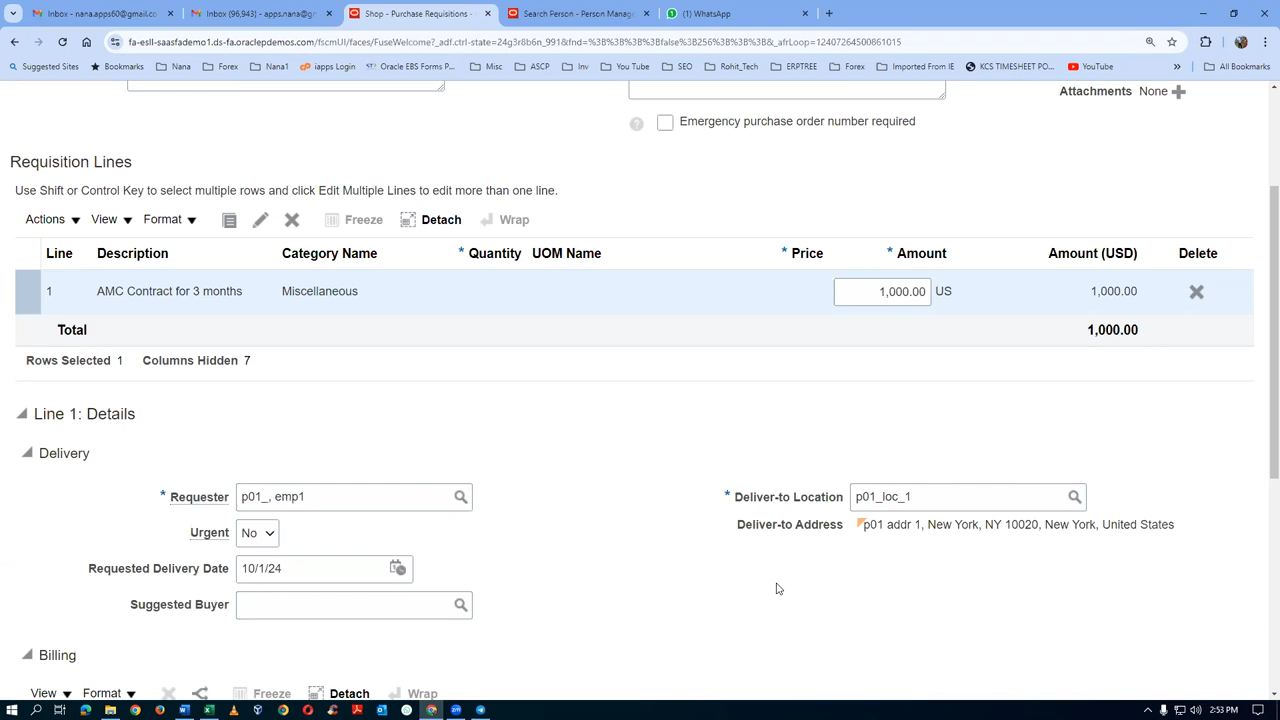 Inbox - nana.apps60@gmail.co
Inbox (96,943) - apps.nana@gr
Shop - Purchase Requisitions -
Search Person - Person Manage
(1) WhatsApp
fa-esll-saasfademo1.ds-fa.oraclepdemos.com/fscmUI/faces/FuseWelcome?_adf.ctrl-state=24g3r8b6n_991&fnd=%3B%3B%3B%3Bfalse%3B256%3B%3B%3B&_afrLoop=12407264500861015
Suggested Sites Bookmarks Nana Forex Nana1 iapps Login Oracle EBS Forms P... Misc ASCP Inv You Tube SEO Rohit_Tech ERPTREE Forex Imported From IE KCS TIMESHEET PO... YouTube » All Bookmarks
Attachments None
Emergency purchase order number required
Requisition Lines
Use Shift or Control Key to select multiple rows and click Edit Multiple Lines to edit more than one line.
Actions View Format Freeze Detach Wrap
Line Description Category Name * Quantity UOM Name * Price * Amount Amount (USD) Delete
1 AMC Contract for 3 months Miscellaneous 1,000.00 US 1,000.00
Total 1,000.00
Rows Selected 1 Columns Hidden 7
Line 1: Details
Delivery
* Requester p01_, emp1 * Deliver-to Location p01_loc_1
Deliver-to Address p01 addr 1, New York, NY 10020, New York, United States
Urgent No
Requested Delivery Date 10/1/24
Suggested Buyer
Billing
View Format Freeze Detach Wrap
2:53 PM